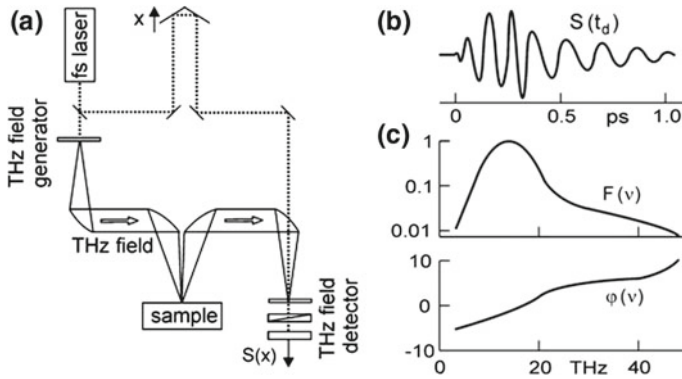 (a)
fs laser
x
THz field
generator
THz field
sample
THz field
detector
S(x)
(b)
S(t_d)
0 0.5 ps 1.0
(c)
1
0.1
0.01
F(ν)
10
0
-10
φ(ν)
0 20 THz 40